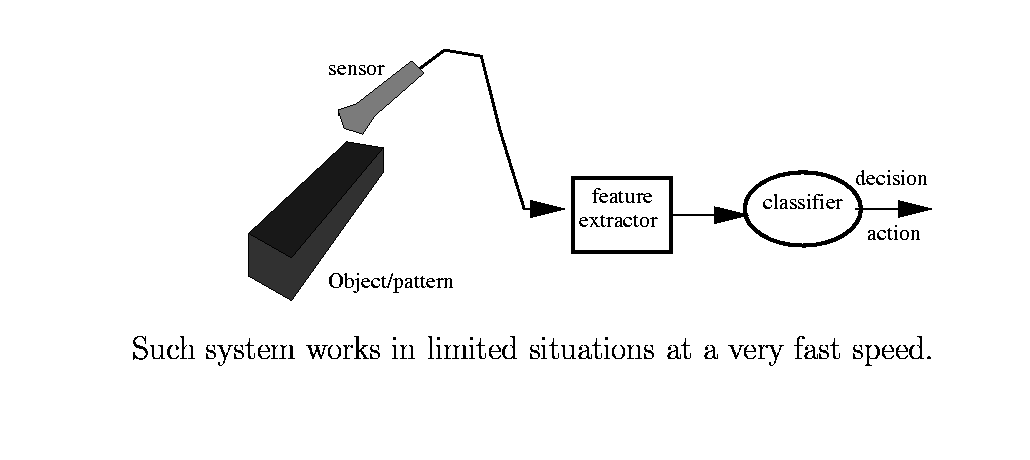 sensor
feature
extractor
classifier
decision
action
Object/pattern
Such system works in limited situations at a very fast speed.